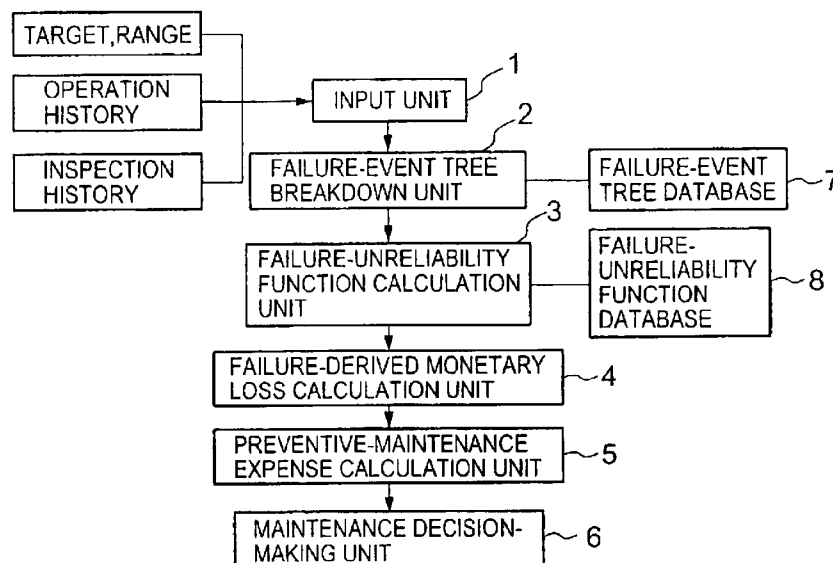 TARGET,RANGE
OPERATION
HISTORY
INSPECTION
HISTORY
1
INPUT UNIT
2
FAILURE-EVENT TREE
BREAKDOWN UNIT
FAILURE-EVENT
TREE DATABASE
7
3
FAILURE-UNRELIABILITY
FUNCTION CALCULATION
UNIT
FAILURE-
UNRELIABILITY
FUNCTION
DATABASE
8
FAILURE-DERIVED MONETARY
LOSS CALCULATION UNIT
4
PREVENTIVE-MAINTENANCE
EXPENSE CALCULATION UNIT
5
MAINTENANCE DECISION-
MAKING UNIT
6